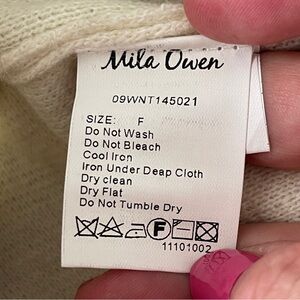 Mila Owen
09WNT145021
SIZE: F
Do Not Wash
Do Not Bleach
Cool Iron
Iron Under Dap Cloth
Dry clean
Dry Flat
Do Not Tumble Dry
F
11101002